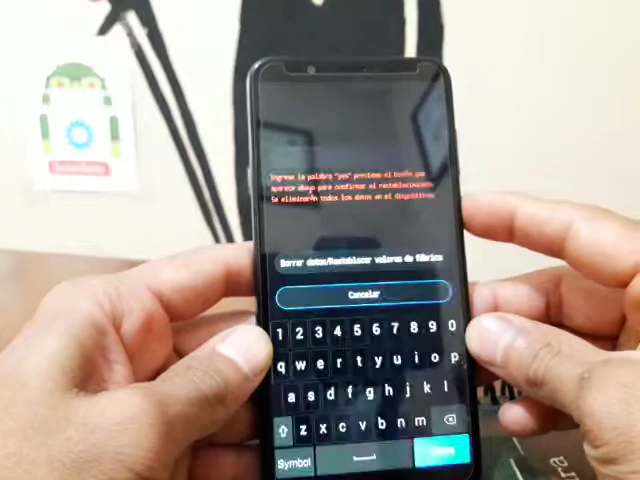 Ingrese la palabra "yes" presione el botón que
aparece abajo para confirmar el restablecimiento.
Se eliminarán todos los datos en el dispositivo.
Borrar datos/Restablecer valores de fábrica
Cancelar
1 2 3 4 5 6 7 8 9 0
q w e r t y u i o p
a s d f g h j k l
z x c v b n m
Symbol